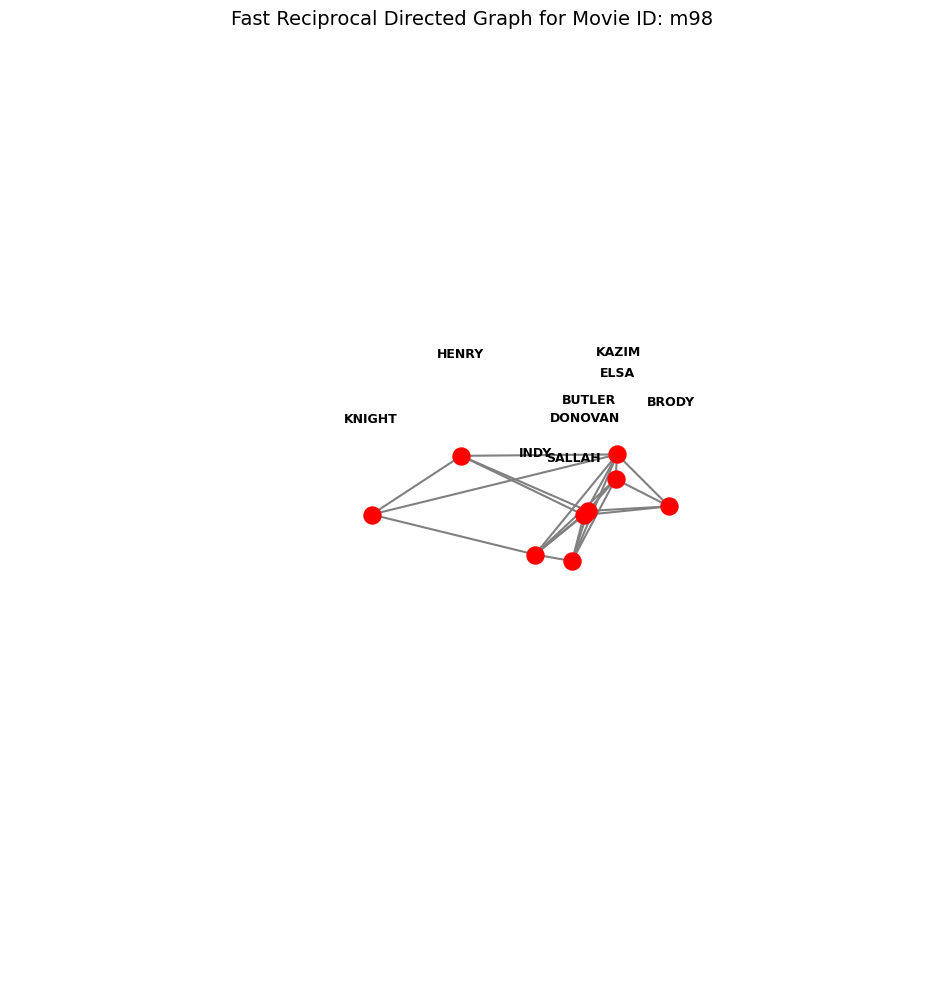 Fast Reciprocal Directed Graph for Movie ID: m98
HENRY
KAZIM
ELSA
BUTLER
BRODY
KNIGHT
DONOVAN
INDY
SALLAH